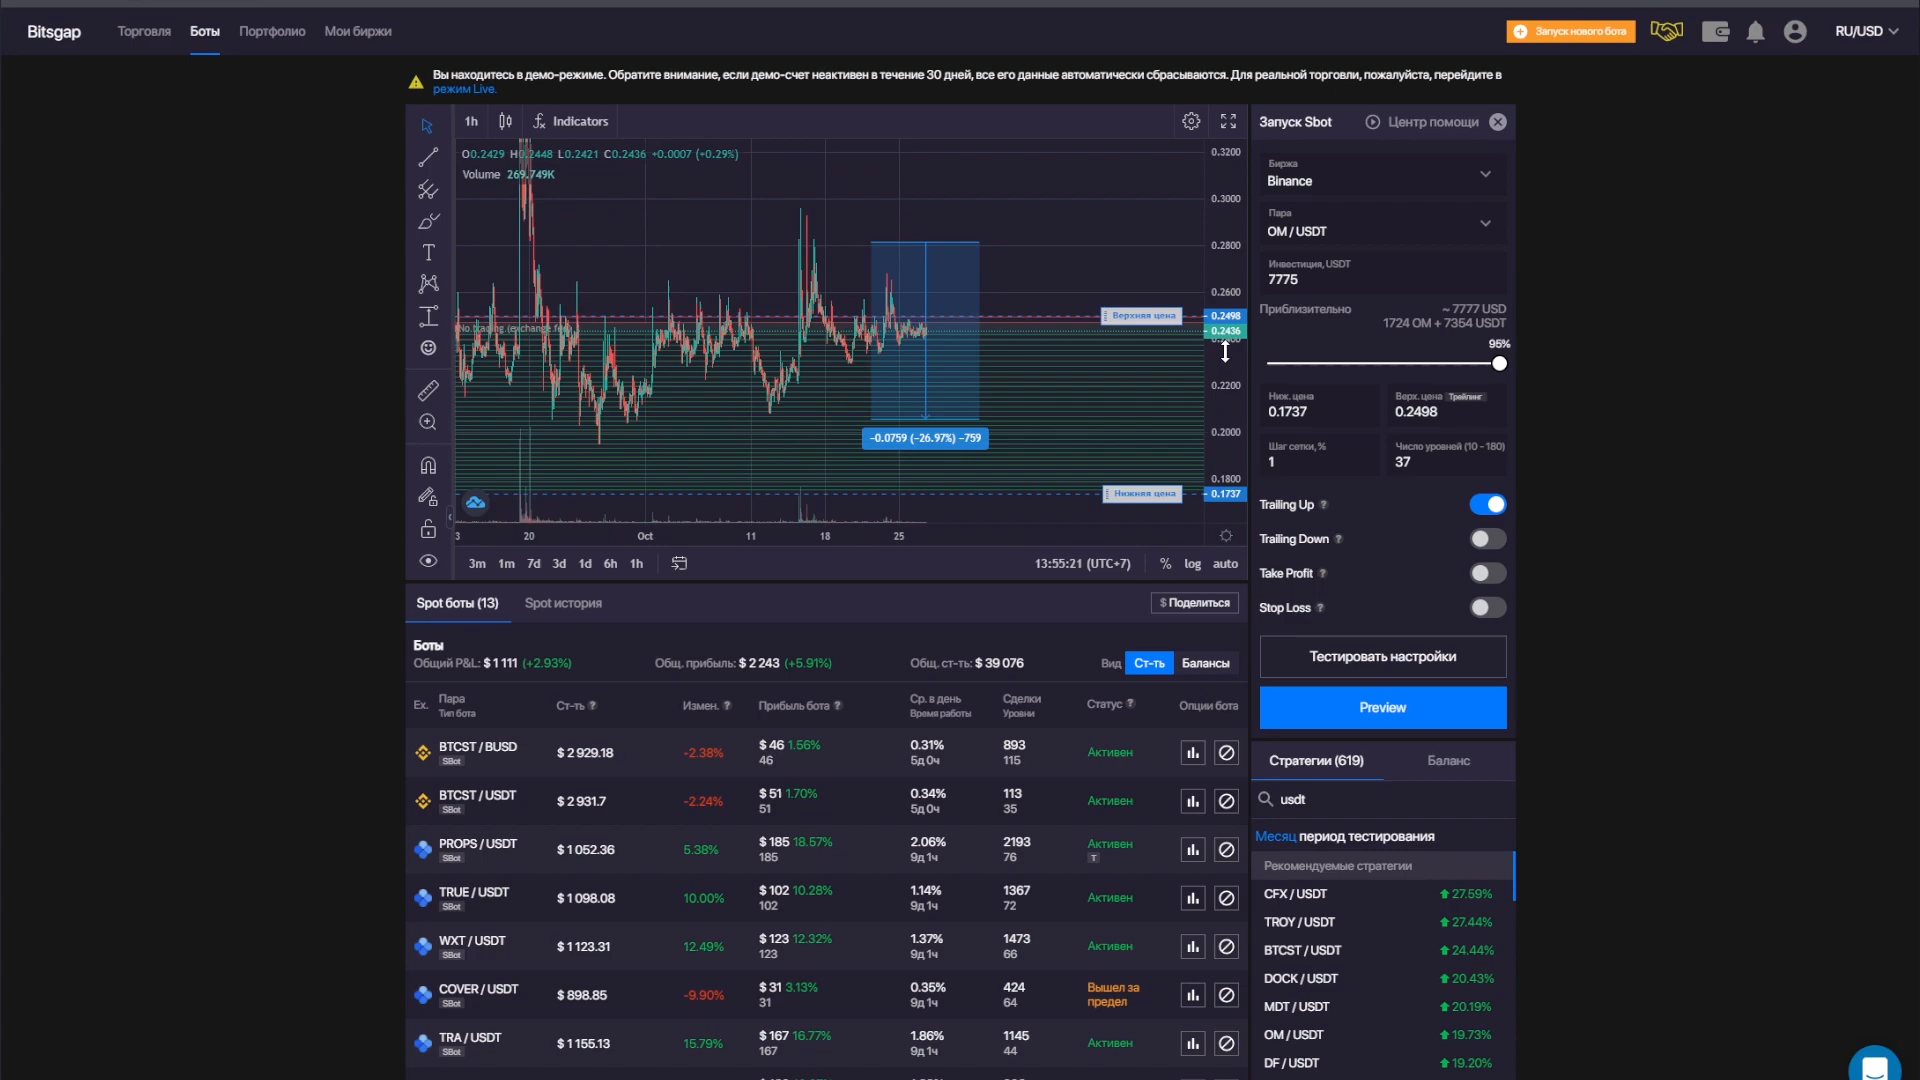 Bitsgap
Торговля
Боты
Портфолио
Мои биржи
Запуск нового бота
RU/USD
Вы находитесь в демо-режиме. Обратите внимание, если демо-счет неактивен в течение 30 дней, все его данные автоматически сбрасываются. Для реальной торговли, пожалуйста, перейдите в
режим Live.
1h
Indicators
O0.2429 H0.2448 L0.2421 C0.2436 +0.0007 (+0.29%)
Volume 269.749K
0.3200
0.3000
0.2800
0.2600
0.2200
0.2000
0.1800
No trading (exchange fee)
Верхняя цена
0.2498
0.2436
-0.0759 (-26.97%) -759
Нижняя цена
0.1737
3
20
Oct
11
18
25
3m
1m
7d
3d
1d
6h
1h
13:55:21 (UTC+7)
%
log
auto
Запуск Sbot
Центр помощи
Биржа
Binance
Пара
OM / USDT
Инвестиция, USDT
7775
Приблизительно
~ 7777 USD
1724 OM + 7354 USDT
95%
Ниж. цена
0.1737
Верх. цена Трейлинг
0.2498
Шаг сетки, %
1
Число уровней (10 - 180)
37
Trailing Up ?
Trailing Down ?
Take Profit ?
Stop Loss ?
Тестировать настройки
Preview
Spot боты (13)
Spot история
$ Поделиться
Боты
Общий P&L: $ 1 111 (+2.93%)
Общ. прибыль: $ 2 243 (+5.91%)
Общ. ст-ть: $ 39 076
Вид
Ст-ть
Балансы
Ex.
Пара
Тип бота
Ст-ть ?
Измен. ?
Прибыль бота ?
Ср. в день
Время работы
Сделки
Уровни
Статус ?
Опции бота
BTCST / BUSD
SBot
$ 2 929.18
-2.38%
$ 46 1.56%
46
0.31%
5д 0ч
893
115
Активен
BTCST / USDT
SBot
$ 2 931.7
-2.24%
$ 51 1.70%
51
0.34%
5д 0ч
113
35
Активен
PROPS / USDT
SBot
$ 1 052.36
5.38%
$ 185 18.57%
185
2.06%
9д 1ч
2193
76
Активен
T
TRUE / USDT
SBot
$ 1 098.08
10.00%
$ 102 10.28%
102
1.14%
9д 1ч
1367
72
Активен
WXT / USDT
SBot
$ 1 123.31
12.49%
$ 123 12.32%
123
1.37%
9д 1ч
1473
66
Активен
COVER / USDT
SBot
$ 898.85
-9.90%
$ 31 3.13%
31
0.35%
9д 1ч
424
64
Вышел за
предел
TRA / USDT
SBot
$ 1 155.13
15.79%
$ 167 16.77%
167
1.86%
9д 1ч
1145
44
Активен
Стратегии (619)
Баланс
usdt
Месяц период тестирования
Рекомендуемые стратегии
CFX / USDT
27.59%
TROY / USDT
27.44%
BTCST / USDT
24.44%
DOCK / USDT
20.43%
MDT / USDT
20.19%
OM / USDT
19.73%
DF / USDT
19.20%